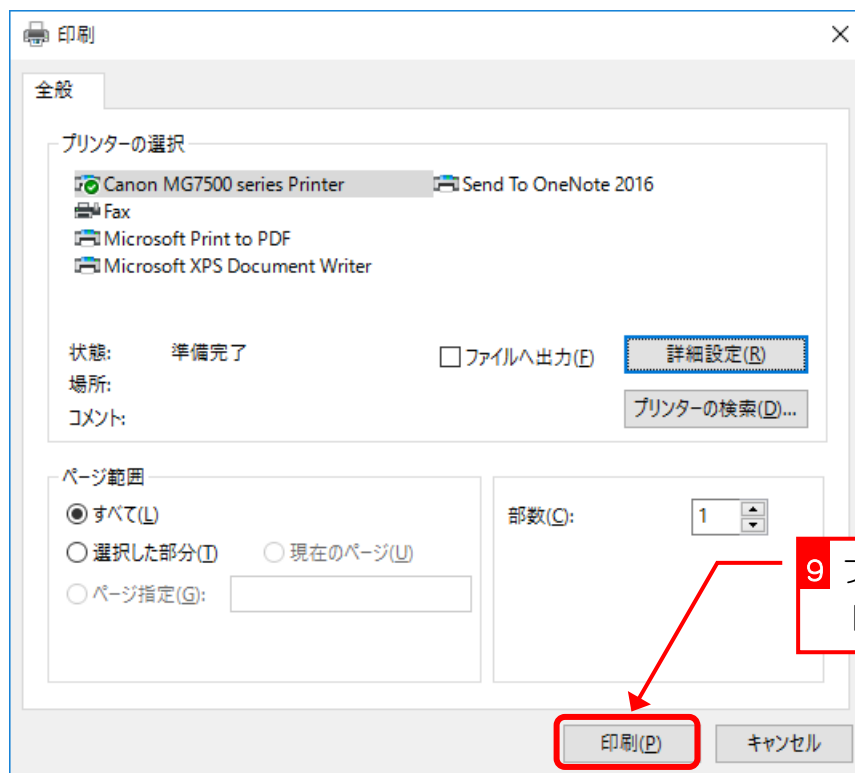 印刷
全般
プリンターの選択
Canon MG7500 series Printer
Send To OneNote 2016
Fax
Microsoft Print to PDF
Microsoft XPS Document Writer
状態: 準備完了
ファイルへ出力(F)
詳細設定(R)
場所:
コメント:
プリンターの検索(D)...
ページ範囲
すべて(L)
部数(C): 1
選択した部分(T)
現在のページ(U)
ページ指定(G):
9
印刷(P)
キャンセル